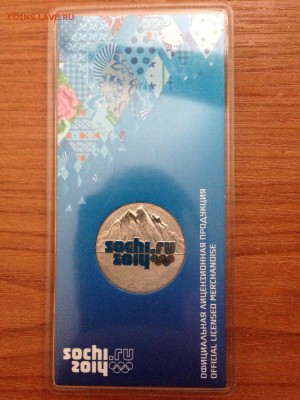 COINS.LAVE.RU
sochi.ru
2014
ОФИЦИАЛЬНАЯ ЛИЦЕНЗИОННАЯ ПРОДУКЦИЯ
OFFICIAL LICENSED MERCHANDISE
sochi.ru
2014